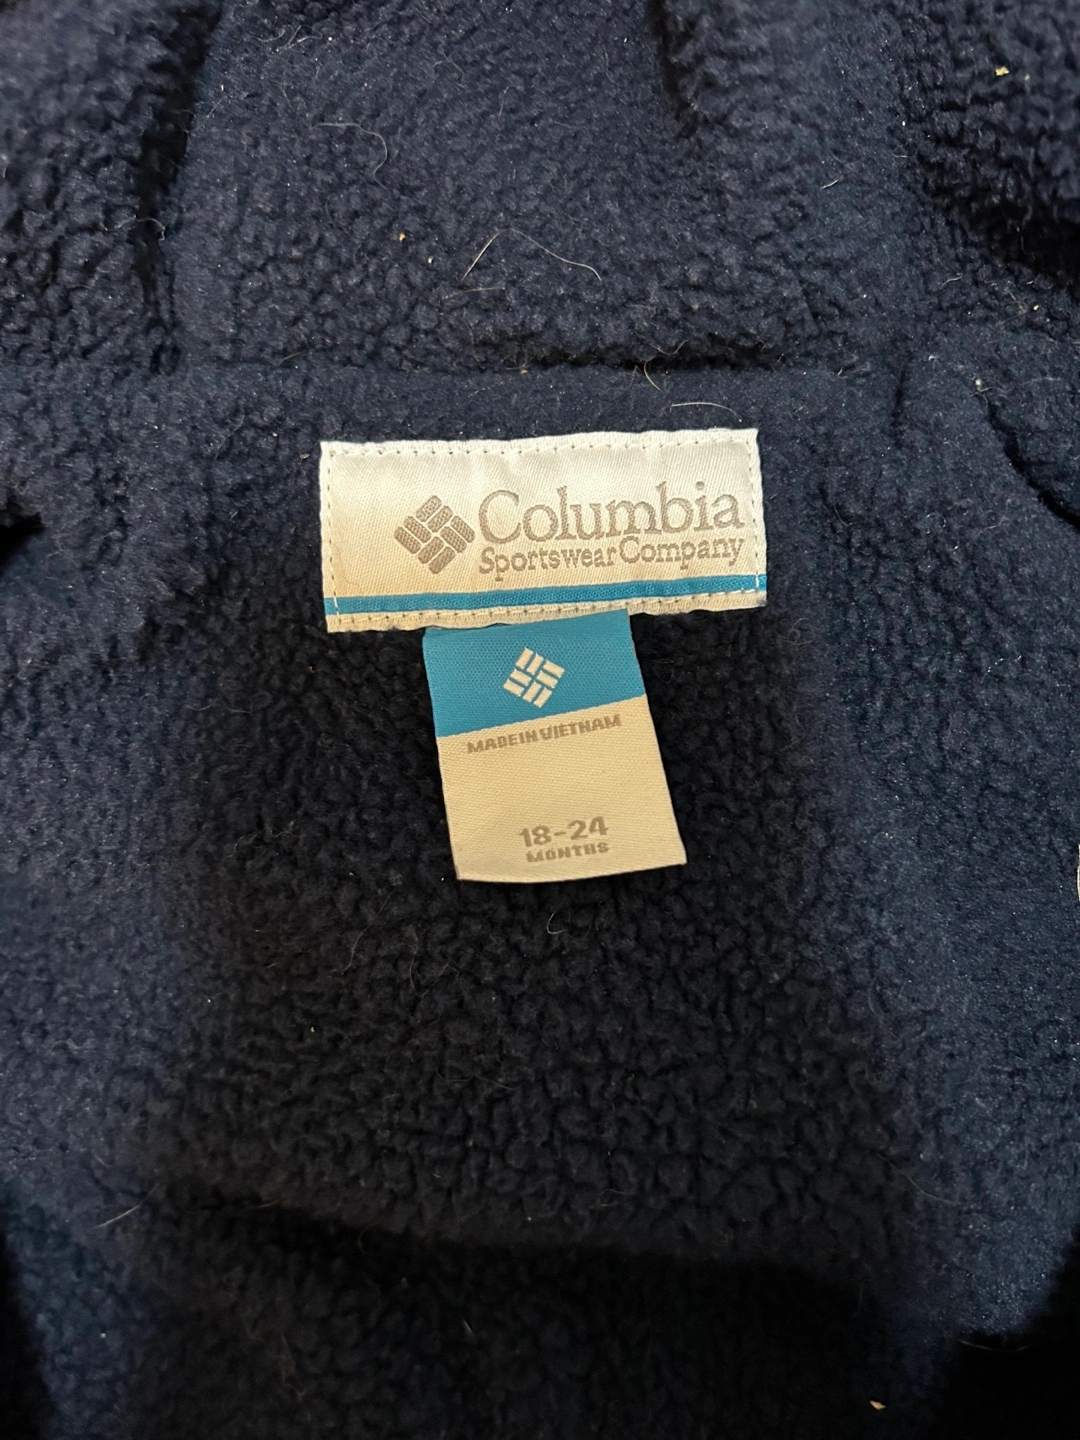 Columbia
Sportswear Company
MADE IN VIETNAM
18-24
MONTHS